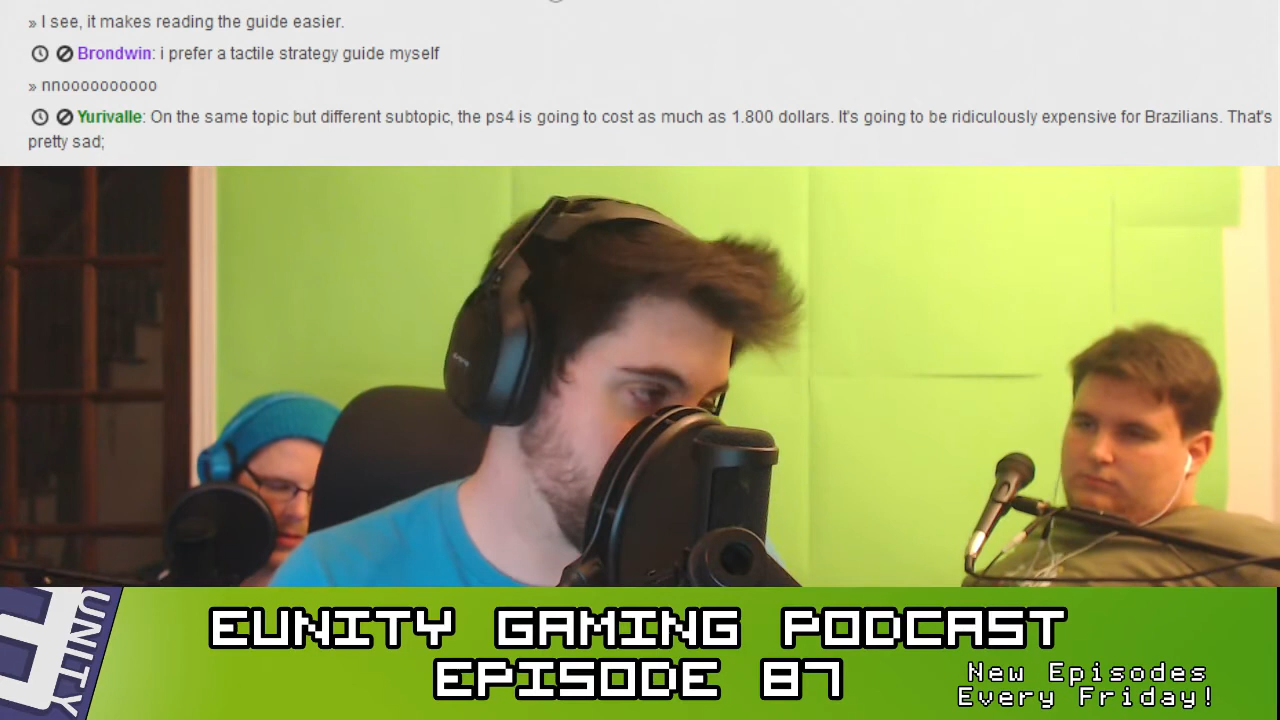 » I see, it makes reading the guide easier.
Brondwin: i prefer a tactile strategy guide myself
» nnoooooooooo
Yurivalle: On the same topic but different subtopic, the ps4 is going to cost as much as 1.800 dollars. It's going to be ridiculously expensive for Brazilians. That's
pretty sad;
E UNITY
EUNITY GAMING PODCAST
EPISODE 87
New Episodes
Every Friday!